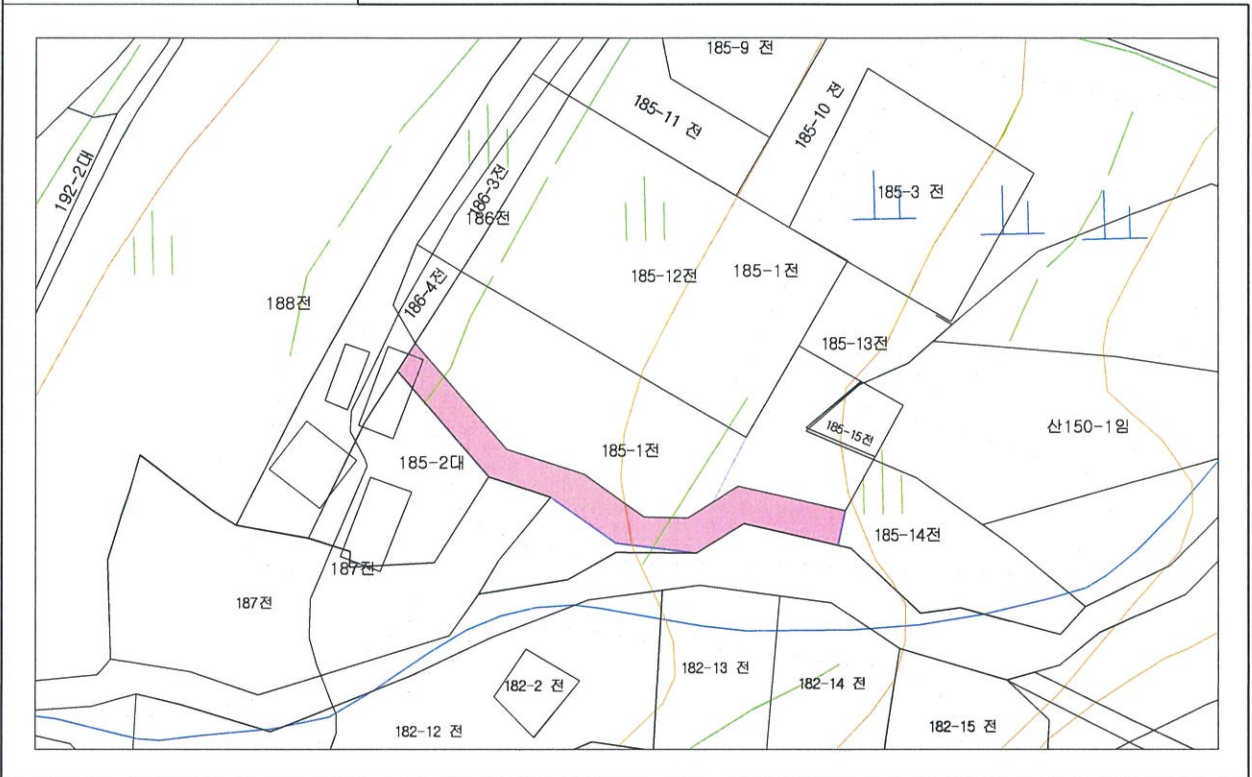 185-9 전
185-11 전
185-10 전
192-2대
186-3전
185-3 전
186전
185-12전
185-1전
186-4전
188전
185-13전
산150-1임
185-15전
185-1전
185-2대
185-14전
187전
187전
182-13 전
182-2 전
182-14 전
182-12 전
182-15 전